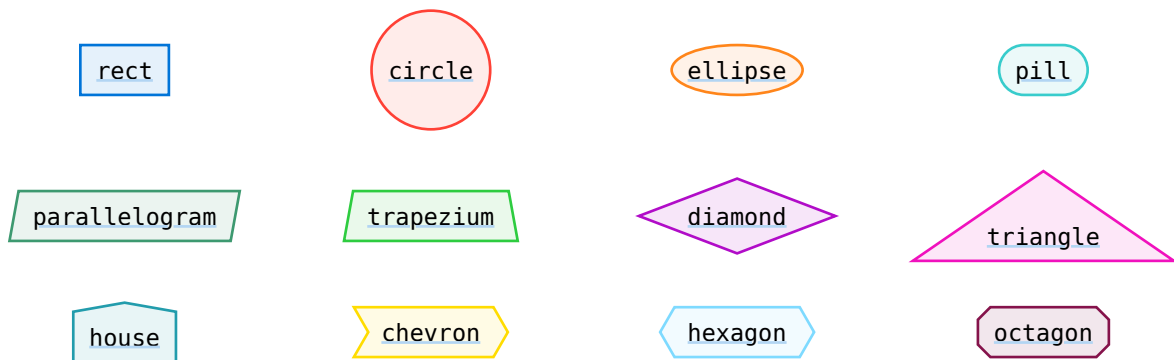 rect
circle
ellipse
pill
parallelogram
trapezium
diamond
triangle
house
chevron
hexagon
octagon